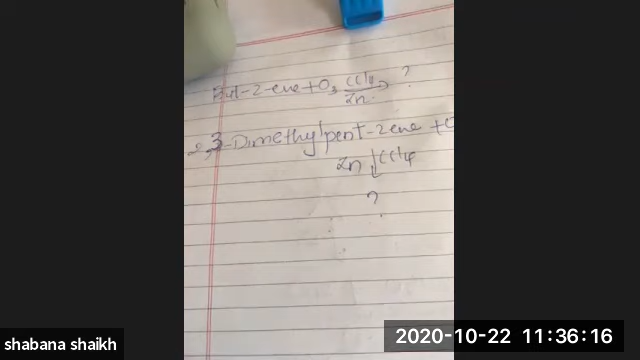 But-2-ene + O3 CCl4 ?
Zn
2,3-Dimethylpent-2ene + O
Zn CCl4
?
shabana shaikh
2020-10-22 11:36:16